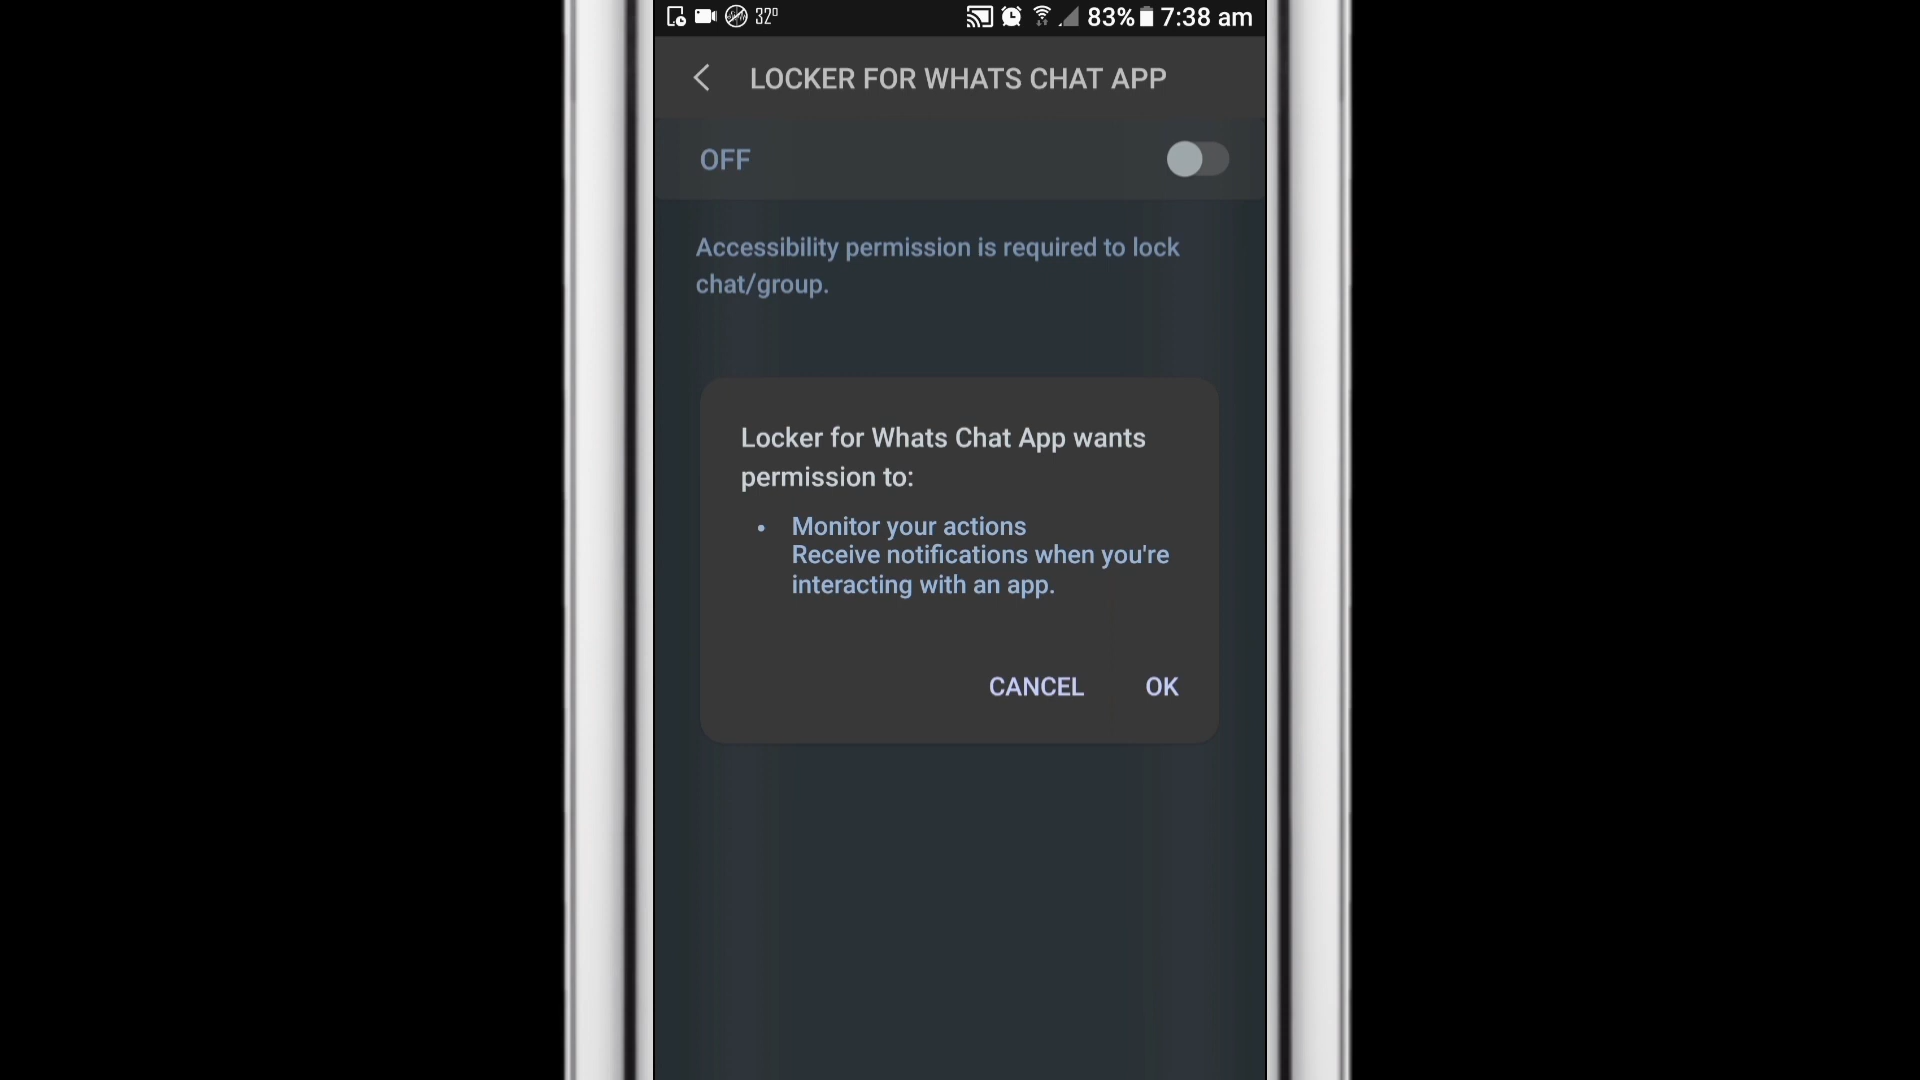 32° 83% 7:38 am
LOCKER FOR WHATS CHAT APP
OFF
Accessibility permission is required to lock
chat/group.
Locker for Whats Chat App wants
permission to:
• Monitor your actions
Receive notifications when you're
interacting with an app.
CANCEL OK